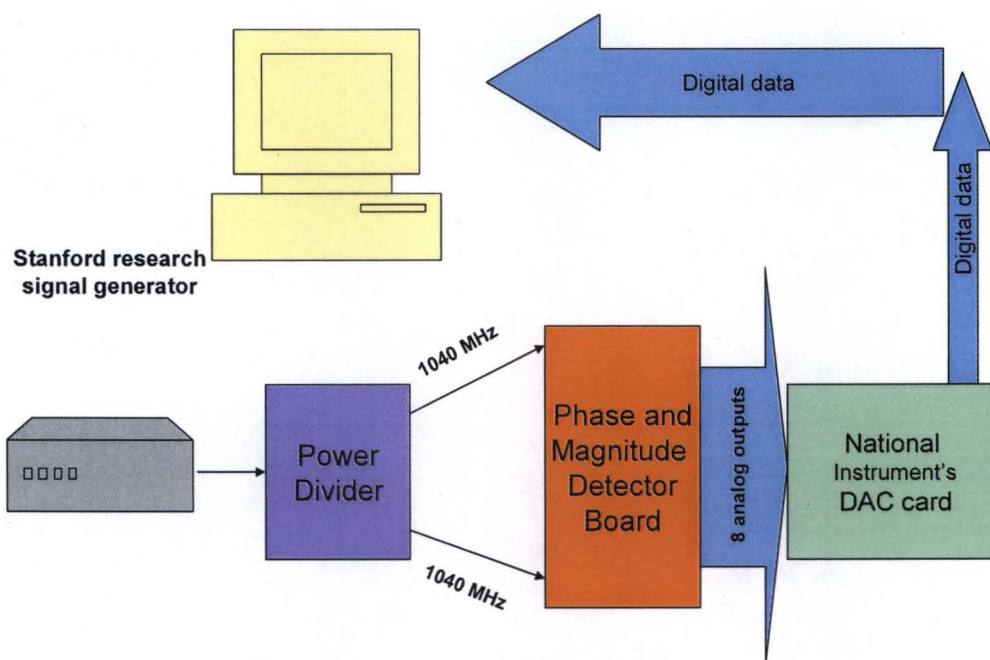 Digital data
Digital data
Stanford research
signal generator
1040 MHz
Power
Divider
1040 MHz
Phase and
Magnitude
Detector
Board
8 analog outputs
National
Instrument's
DAC card